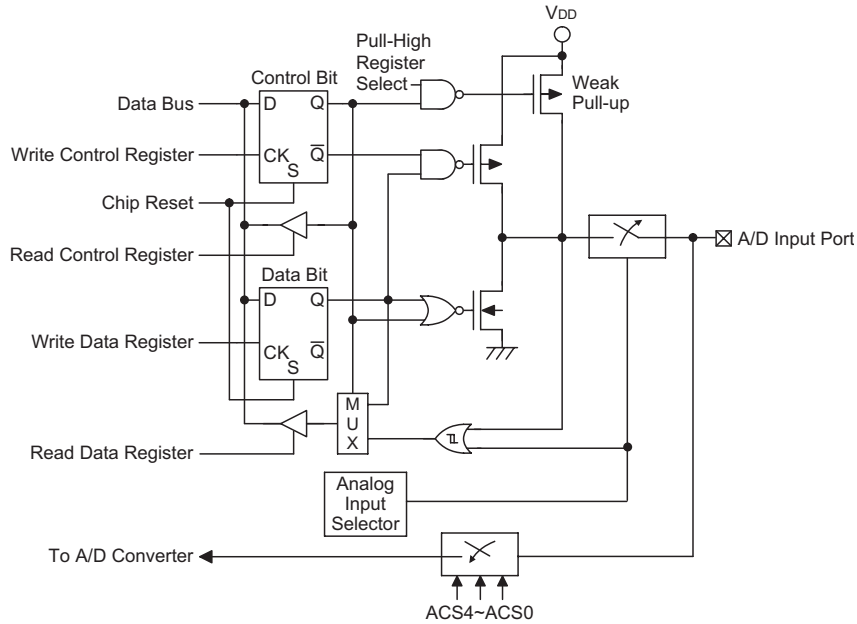 VDD
Pull-High
Register
Select
Control Bit
Weak
Pull-up
Data Bus
D
Q
Write Control Register
CK
Q̅
S
Chip Reset
Read Control Register
A/D Input Port
Data Bit
D
Q
Write Data Register
CK
Q̅
S
M
U
X
Read Data Register
Analog
Input
Selector
To A/D Converter
ACS4~ACS0